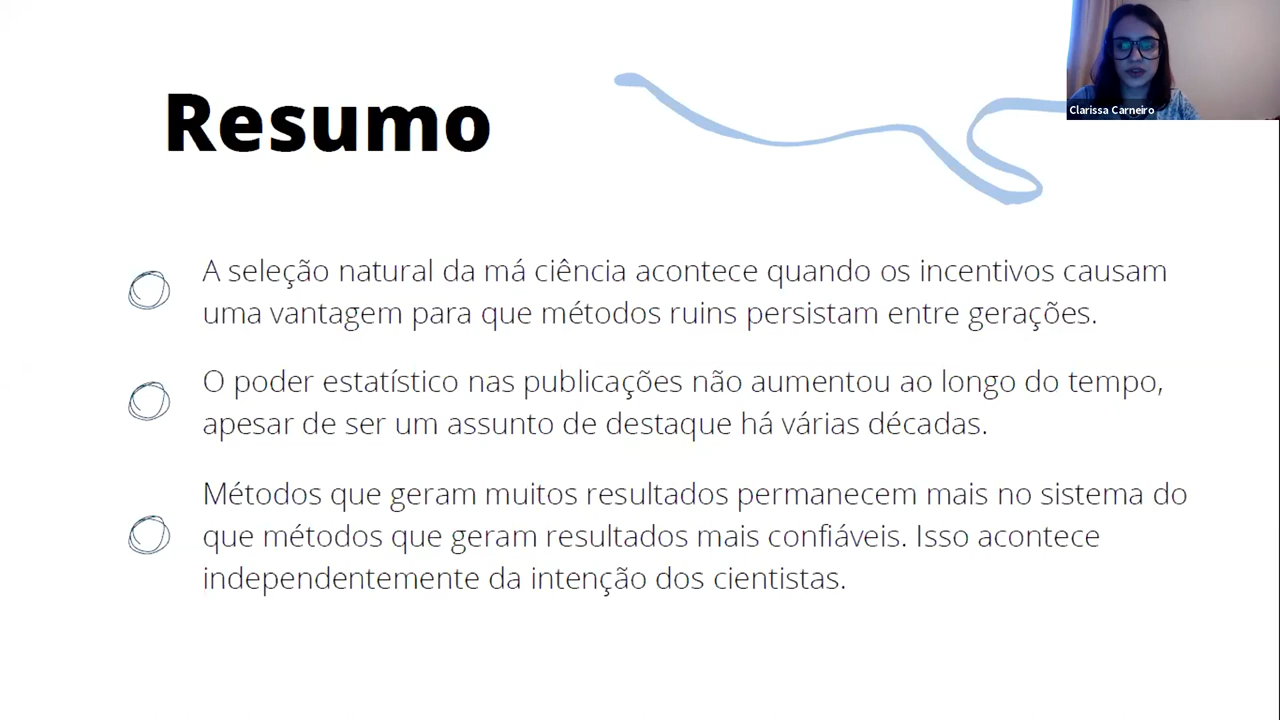 Clarissa Carneiro
Resumo
A seleção natural da má ciência acontece quando os incentivos causam
uma vantagem para que métodos ruins persistam entre gerações.
O poder estatístico nas publicações não aumentou ao longo do tempo,
apesar de ser um assunto de destaque há várias décadas.
Métodos que geram muitos resultados permanecem mais no sistema do
que métodos que geram resultados mais confiáveis. Isso acontece
independentemente da intenção dos cientistas.